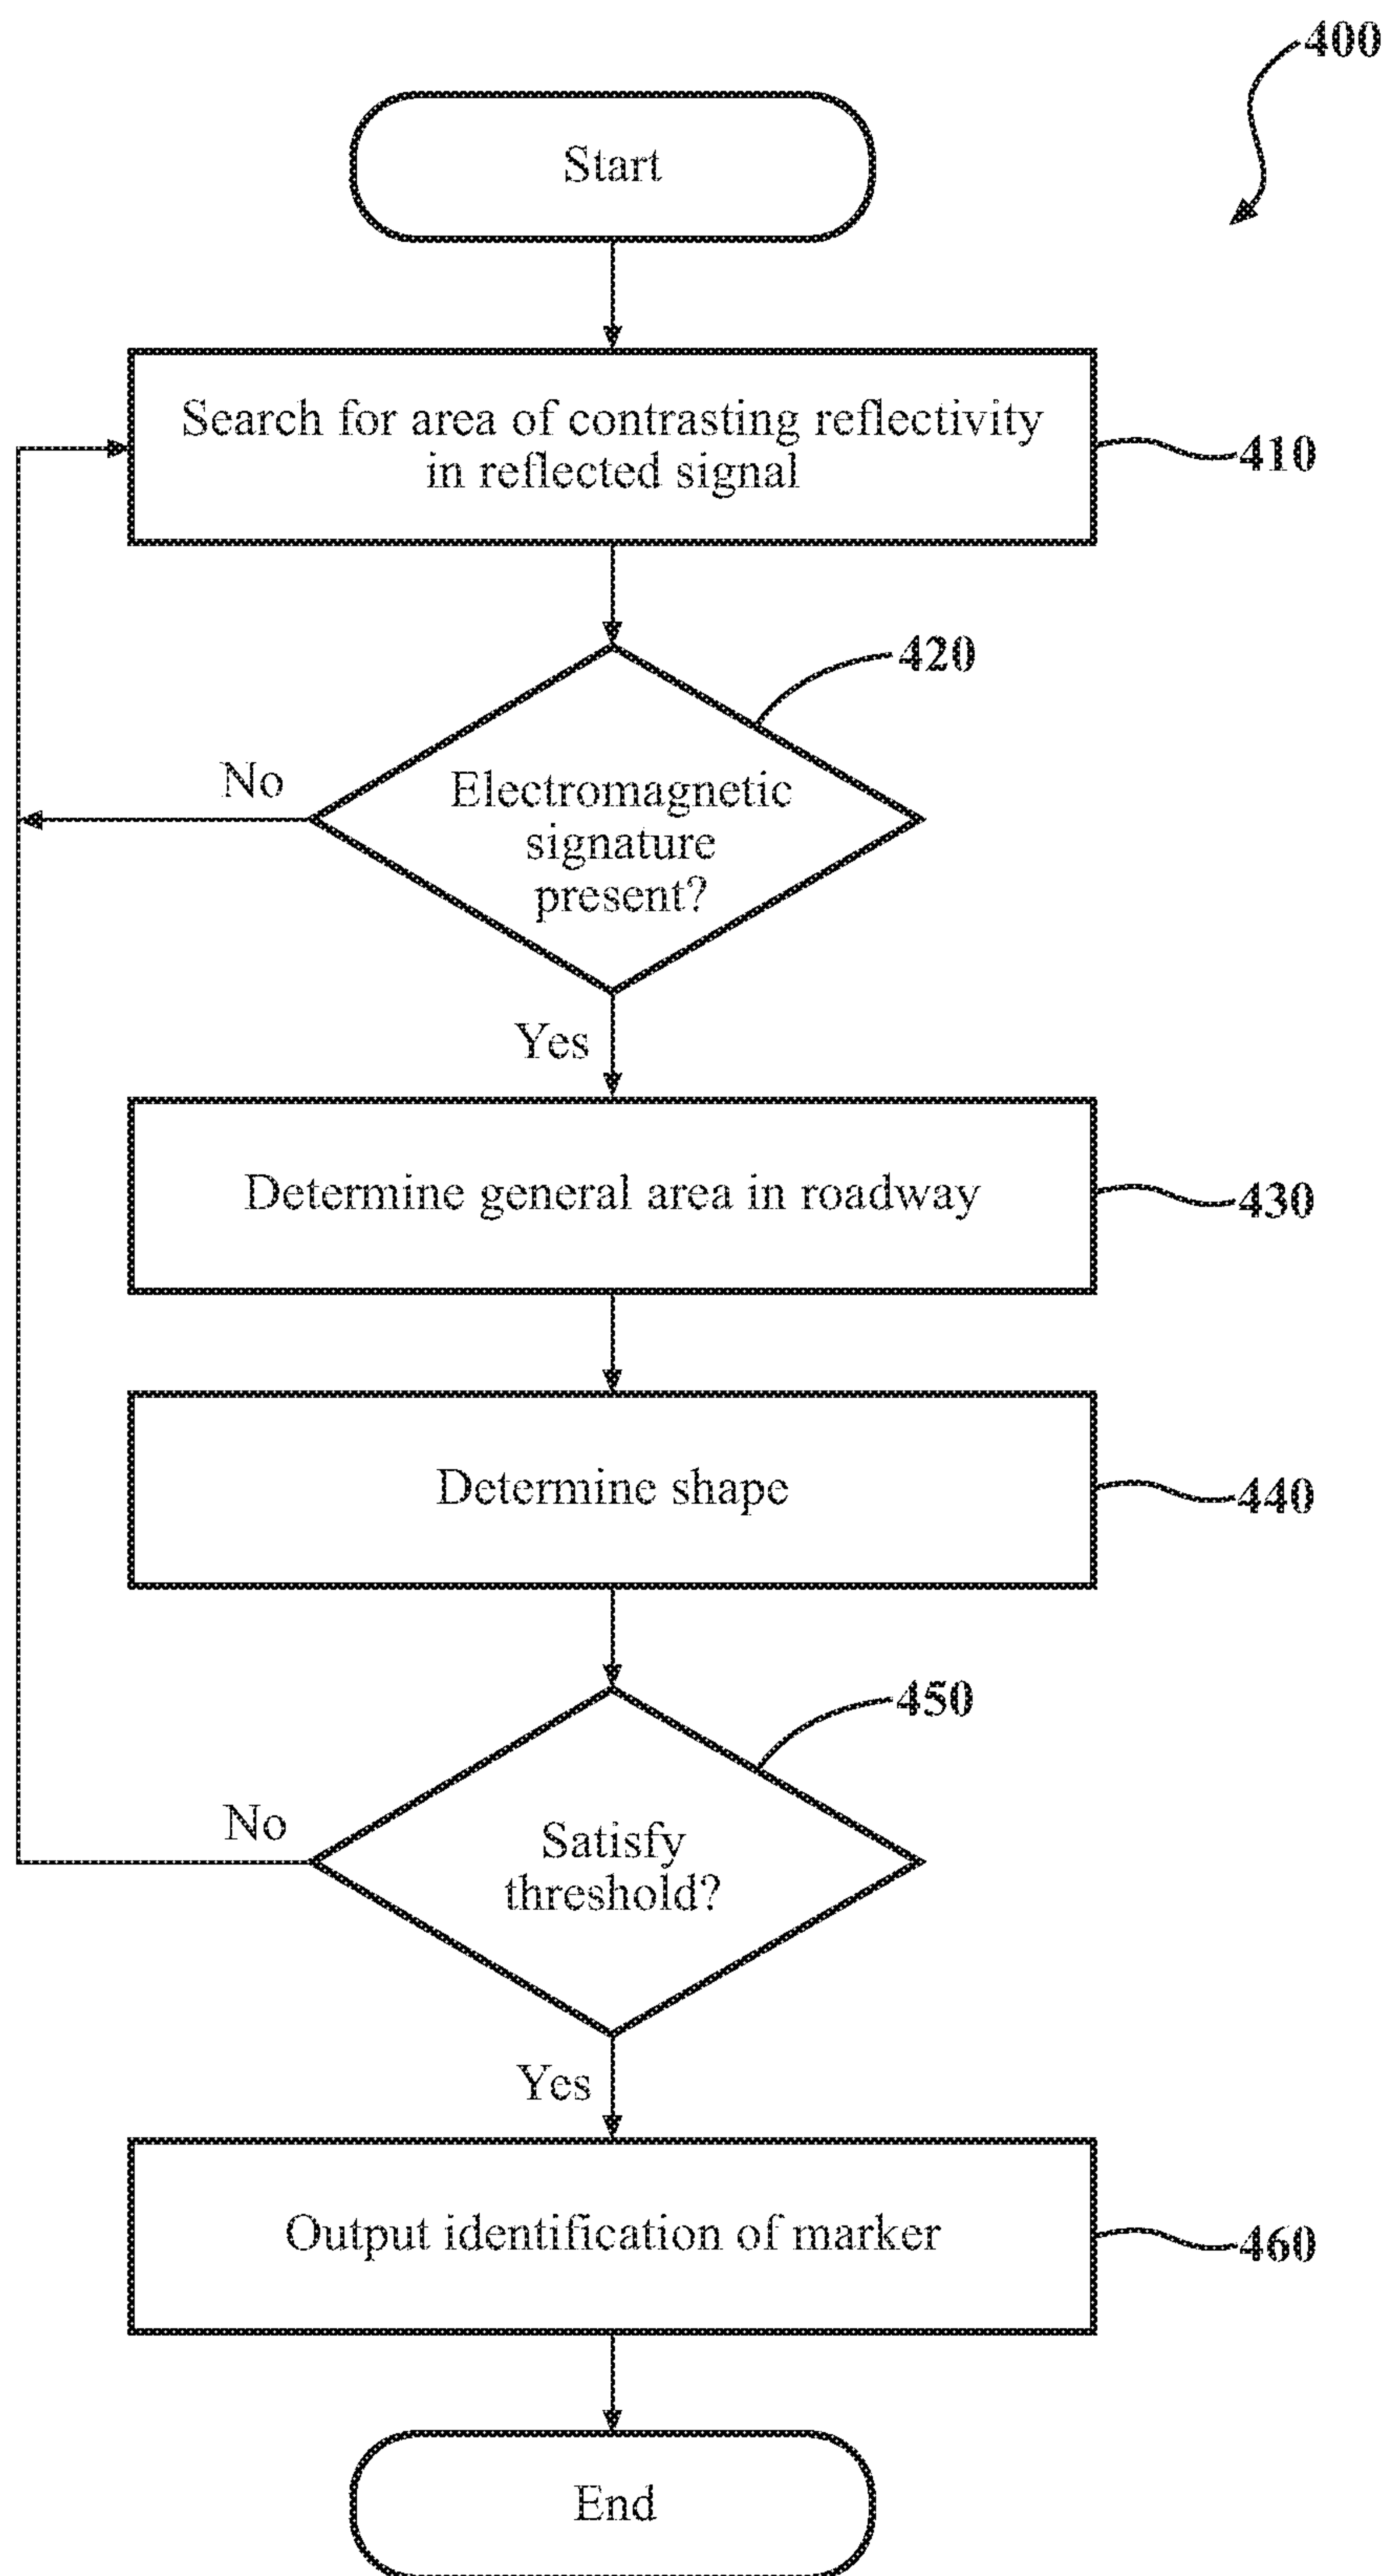 400
Start
Search for area of contrasting reflectivity
in reflected signal
410
420
No
Electromagnetic
signature
present?
Yes
Determine general area in roadway
430
Determine shape
440
450
No
Satisfy
threshold?
Yes
Output identification of marker
460
End